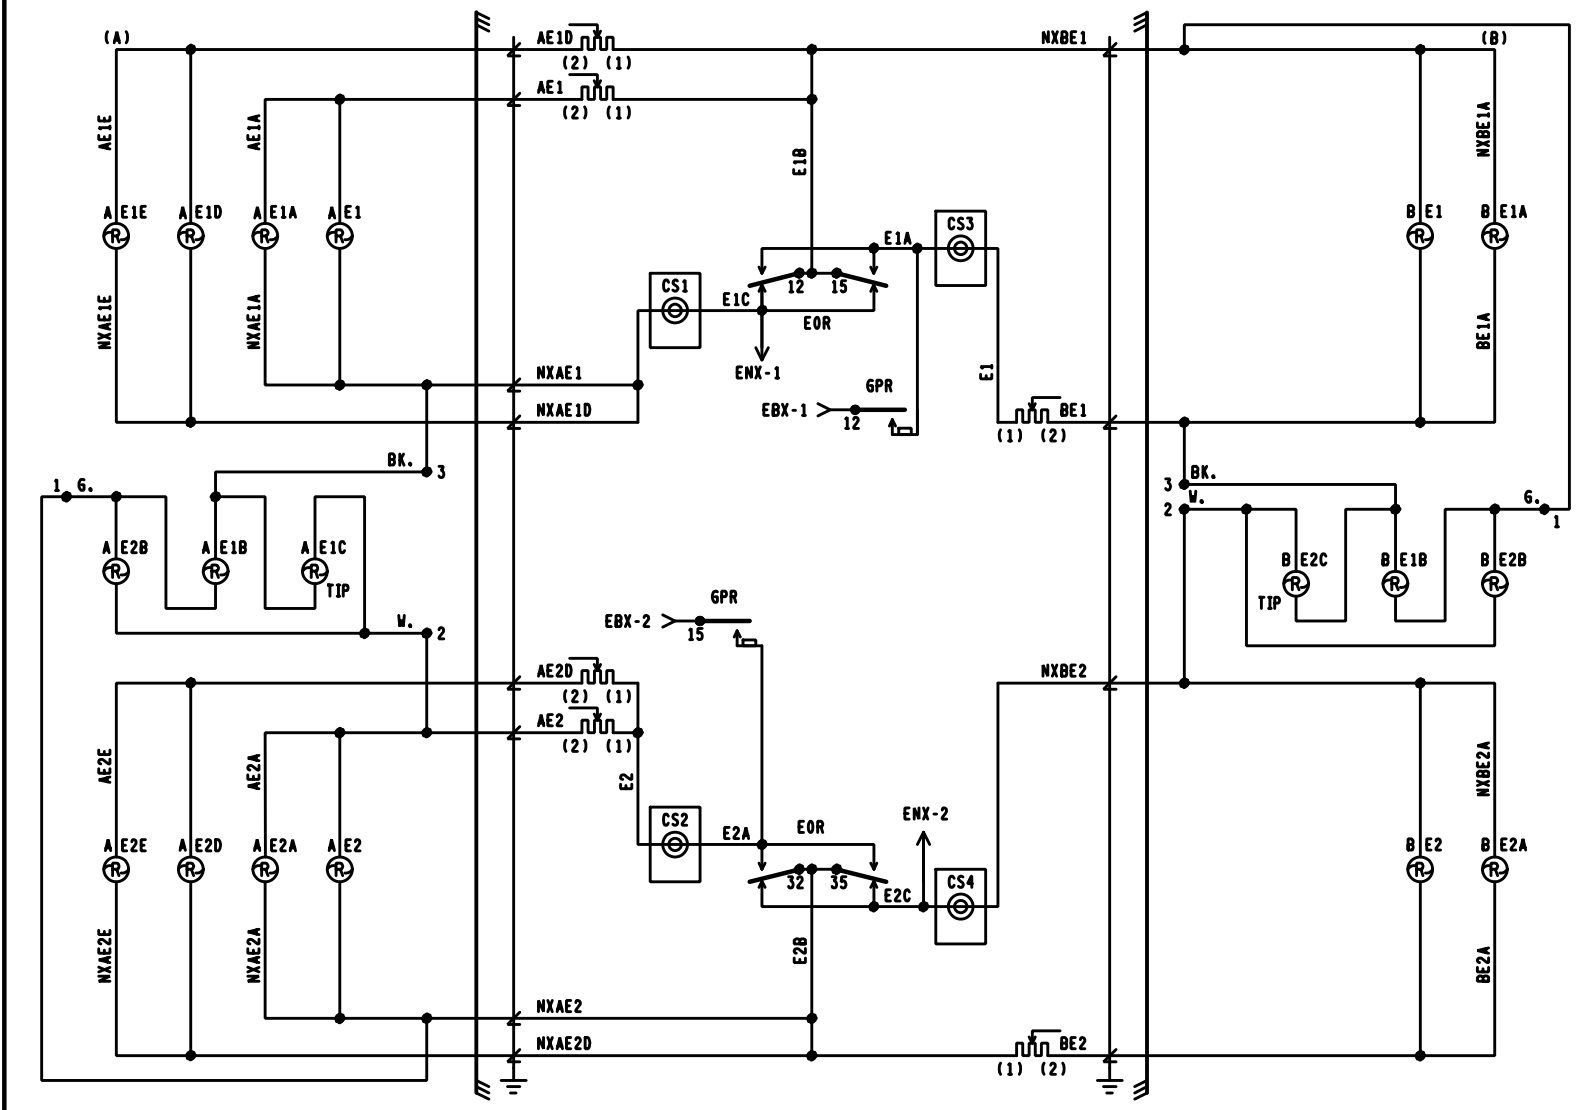 (A)
AE1D
NXBE1
(B)
(2) (1)
AE1
(2) (1)
AE1E
AE1A
E1B
NXBE1A
A E1E
A E1D
A E1A
A E1
B E1
B E1A
R
R
R
R
R
R
CS3
E1A
CS1
12
15
E1C
EOR
NXAE1E
NXAE1A
BE1A
E1
ENX-1
NXAE1
GPR
NXAE1D
EBX-1
12
BE1
(1) (2)
BK.
3
1 G.
3
BK.
W.
2
G.
1
A E2B
A E1B
A E1C
R
R
R
TIP
B E2C
B E1B
B E2B
R
R
R
TIP
W.
2
GPR
EBX-2
15
AE2D
NXBE2
(2) (1)
AE2
(2) (1)
AE2E
AE2A
E2
NXBE2A
CS2
E2A
EOR
ENX-2
A E2E
A E2D
A E2A
A E2
B E2
B E2A
R
R
R
R
R
R
32
35
E2C
CS4
NXAE2E
NXAE2A
E2B
BE2A
NXAE2
NXAE2D
BE2
(1) (2)